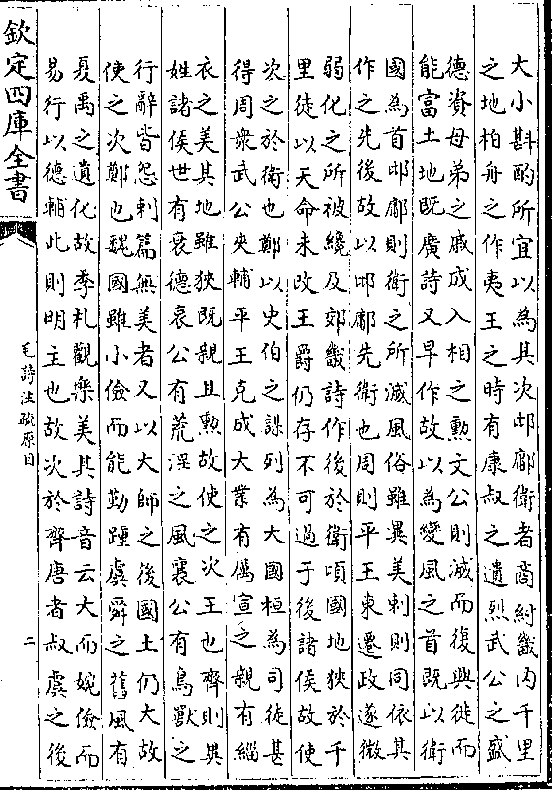 大小斟酌所宜以為其次邶鄘衛者商紂畿内千里
之地柏舟之作夷王之時有康叔之遺烈武公之盛
德資母弟之戚成入相之勲文公則滅而復興徙而
能富土地既廣詩又早作故以為變風之首既以衛
國為首邶鄘則衛之所滅風俗雖異美刺則同依其
作之先後故以邶鄘先衛也周則平王東遷政遂微
弱化之所被纔及郊畿詩作後於衛頃國地狹於千
里徒以天命未改王爵仍存不可過于後諸侯故使
次之於衛也鄭以史伯之謀列為大國桓為司徒甚
得周衆武公夾輔平王克成大業有厲宣之親有緇
衣之美其地雖狹既親且勲故使之次王也齊則異
姓諸侯世有衰德哀公有荒淫之風襄公有鳥獸之
行辭皆怨刺篇無美者又以大師之後國土仍大故
使之次鄭也魏國雖小儉而能勤踵虞舜之舊風有
夏禹之遺化故季札觀樂美其詩音云大而婉儉而
易行以德輔此則明主也故次於齊唐者叔虞之後
欽定四庫全書
毛詩注疏原目
二